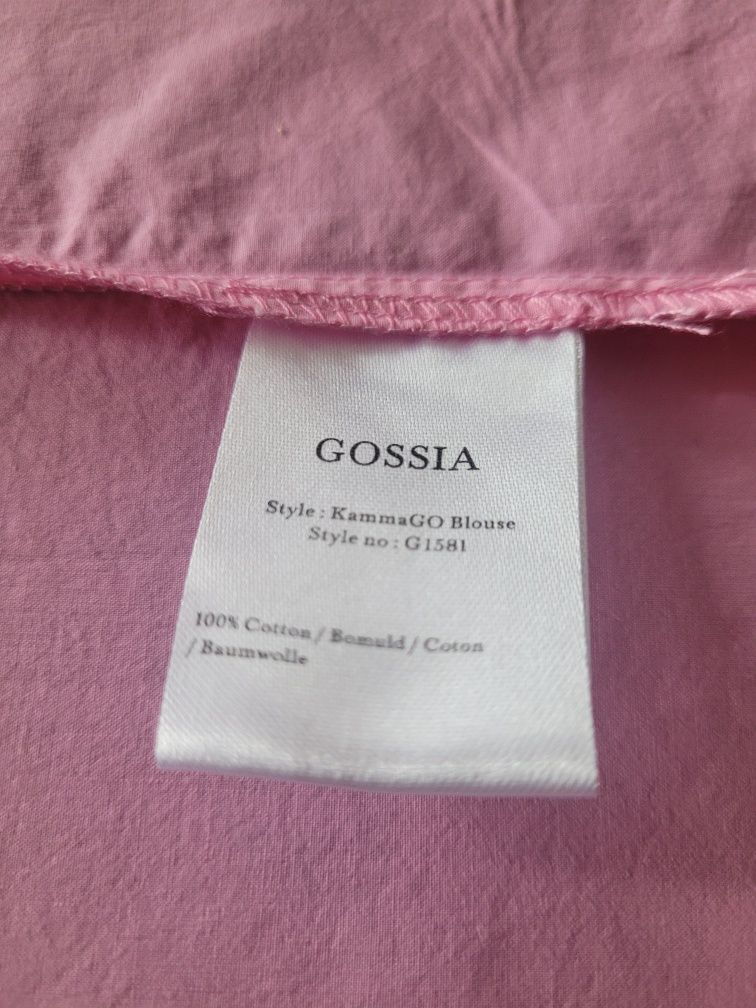 GOSSIA
Style : KammaGO Blouse
Style no : G1581
100% Cotton / Bomuld / Coton
/ Baumwolle